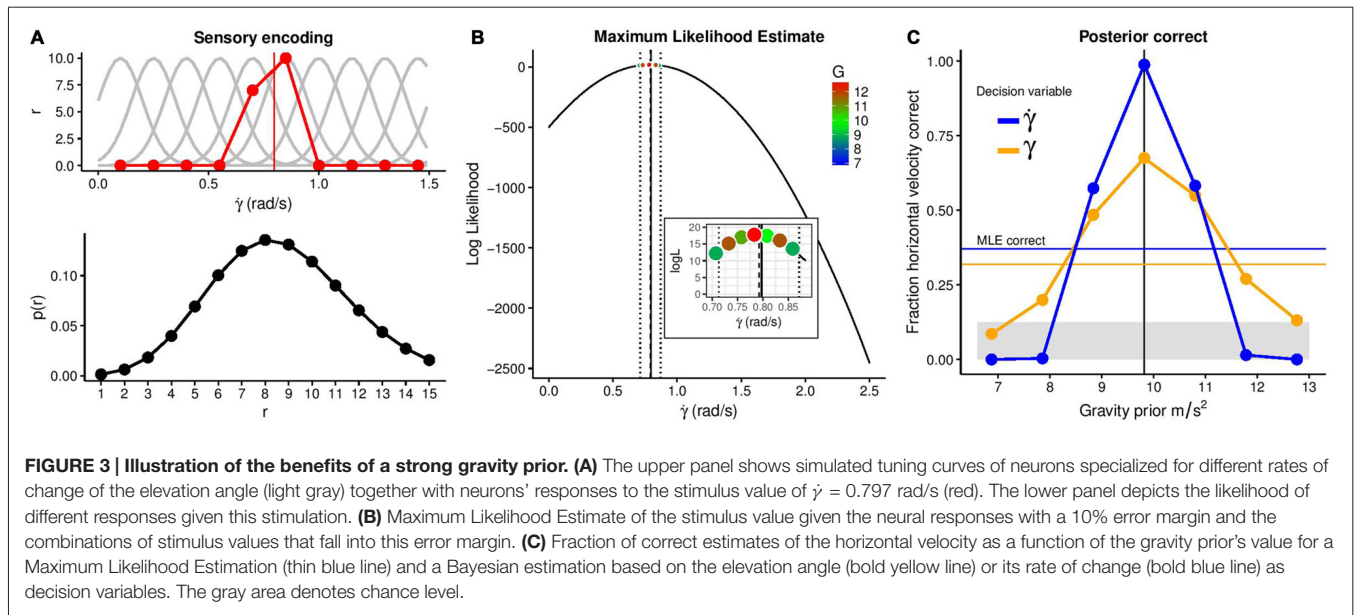 A
Sensory encoding
10.0
7.5
5.0
2.5
0.0
r
0.0 0.5 1.0 1.5
γ̇ (rad/s)
0.10
0.05
0.00
p(r)
1 2 3 4 5 6 7 8 9 10 11 12 13 14 15
r
B
Maximum Likelihood Estimate
0
−500
−1000
−1500
−2000
−2500
Log Likelihood
G
12
11
10
9
8
7
20
15
10
5
0
logL
0.70 0.75 0.80 0.85
γ̇ (rad/s)
0.0 0.5 1.0 1.5 2.0 2.5
γ̇ (rad/s)
C
Posterior correct
1.00
0.75
0.50
0.25
0.00
Fraction horizontal velocity correct
Decision variable
γ̇
γ
MLE correct
7 8 9 10 11 12 13
Gravity prior m/s²
FIGURE 3 | Illustration of the benefits of a strong gravity prior. (A) The upper panel shows simulated tuning curves of neurons specialized for different rates of
change of the elevation angle (light gray) together with neurons' responses to the stimulus value of γ̇ = 0.797 rad/s (red). The lower panel depicts the likelihood of
different responses given this stimulation. (B) Maximum Likelihood Estimate of the stimulus value given the neural responses with a 10% error margin and the
combinations of stimulus values that fall into this error margin. (C) Fraction of correct estimates of the horizontal velocity as a function of the gravity prior's value for a
Maximum Likelihood Estimation (thin blue line) and a Bayesian estimation based on the elevation angle (bold yellow line) or its rate of change (bold blue line) as
decision variables. The gray area denotes chance level.